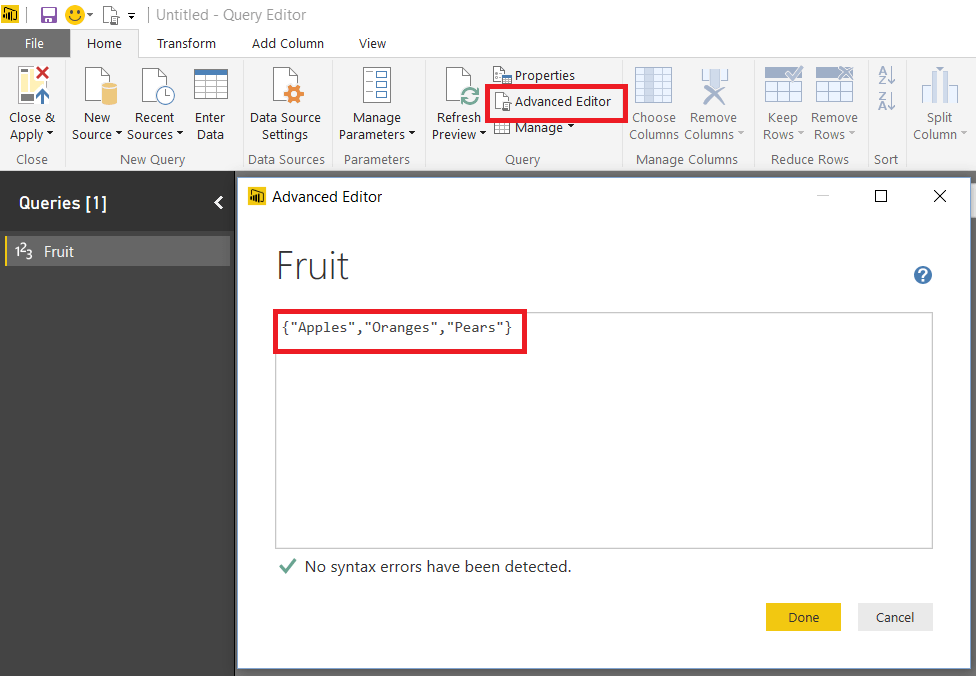 Untitled - Query Editor
File Home Transform Add Column View
Close & Apply
New Source
Recent Sources
Enter Data
Data Source Settings
Manage Parameters
Refresh Preview
Properties
Advanced Editor
Manage
Choose Columns
Remove Columns
Keep Rows
Remove Rows
A Z
Z A
Split Column
Close New Query Data Sources Parameters Query Manage Columns Reduce Rows Sort
Queries [1]
123 Fruit
Advanced Editor
Fruit
?
{"Apples","Oranges","Pears"}
No syntax errors have been detected.
Done Cancel